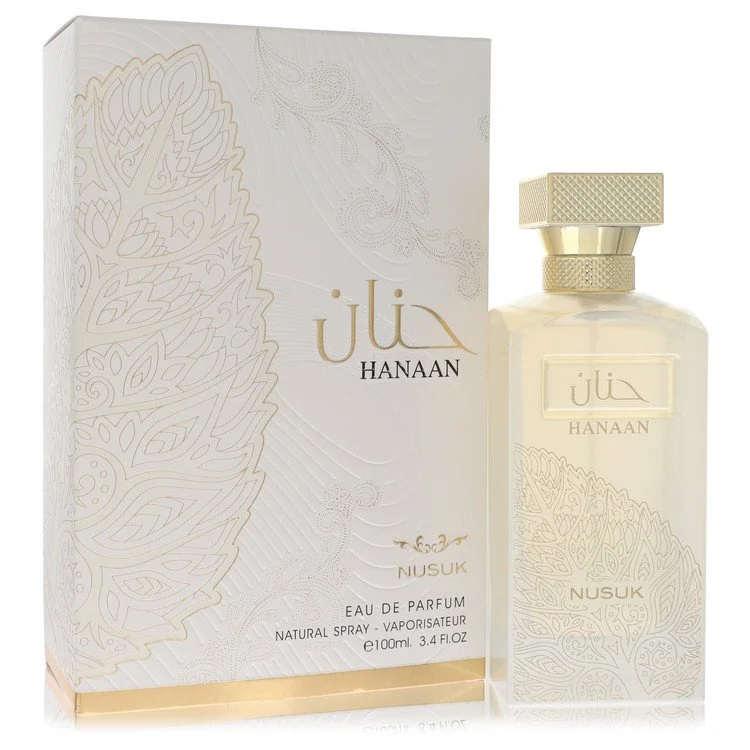 حنان
HANAAN
NUSUK
EAU DE PARFUM
NATURAL SPRAY - VAPORISATEUR
℮100ml. 3.4 Fl.OZ
حنان
HANAAN
NUSUK